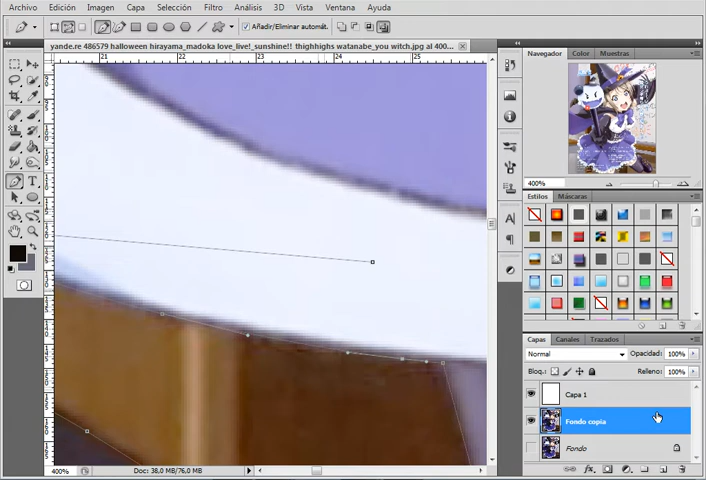 Archivo Edición Imagen Capa Selección Filtro Análisis 3D Vista Ventana Ayuda
Añadir/Eliminar automát.
yande.re 486579 halloween hirayama_madoka love_live!_sunshine!! thighhighs watanabe_you witch.jpg al 400...
21 22 23 24 25
Navegador Color Muestras
400%
Estilos Máscaras
Capas Canales Trazados
Normal Opacidad: 100%
Bloq.: Relleno: 100%
Capa 1
Fondo copia
Fondo
400% Doc: 38,0 MB/76,0 MB